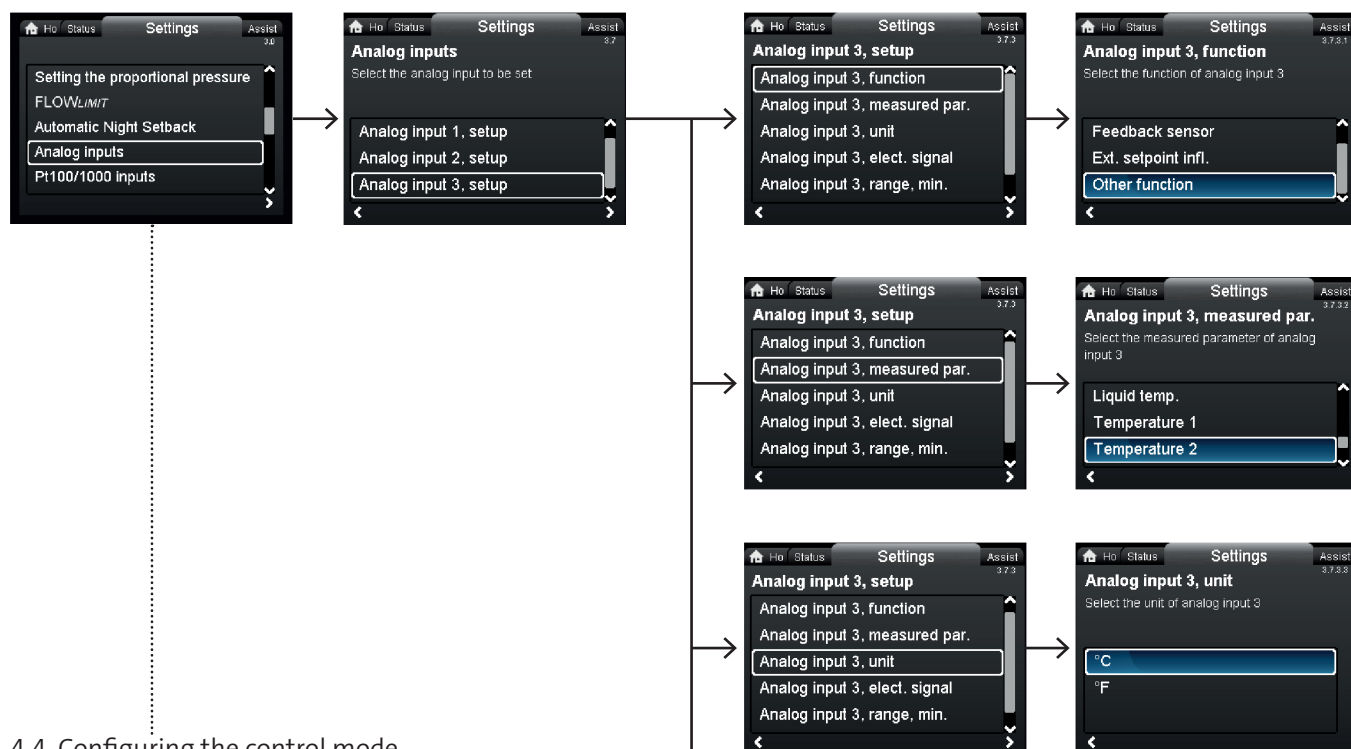 Ho Status Settings Assist
3.0
Setting the proportional pressure
FLOWLIMIT
Automatic Night Setback
Analog inputs
Pt100/1000 inputs
Ho Status Settings Assist
3.7
Analog inputs
Select the analog input to be set
Analog input 1, setup
Analog input 2, setup
Analog input 3, setup
Ho Status Settings Assist
3.7.3
Analog input 3, setup
Analog input 3, function
Analog input 3, measured par.
Analog input 3, unit
Analog input 3, elect. signal
Analog input 3, range, min.
Ho Status Settings Assist
3.7.3.1
Analog input 3, function
Select the function of analog input 3
Feedback sensor
Ext. setpoint infl.
Other function
Ho Status Settings Assist
3.7.3
Analog input 3, setup
Analog input 3, function
Analog input 3, measured par.
Analog input 3, unit
Analog input 3, elect. signal
Analog input 3, range, min.
Ho Status Settings Assist
3.7.3.2
Analog input 3, measured par.
Select the measured parameter of analog
input 3
Liquid temp.
Temperature 1
Temperature 2
Ho Status Settings Assist
3.7.3
Analog input 3, setup
Analog input 3, function
Analog input 3, measured par.
Analog input 3, unit
Analog input 3, elect. signal
Analog input 3, range, min.
Ho Status Settings Assist
3.7.3.3
Analog input 3, unit
Select the unit of analog input 3
°C
°F
4.4 Configuring the control mode